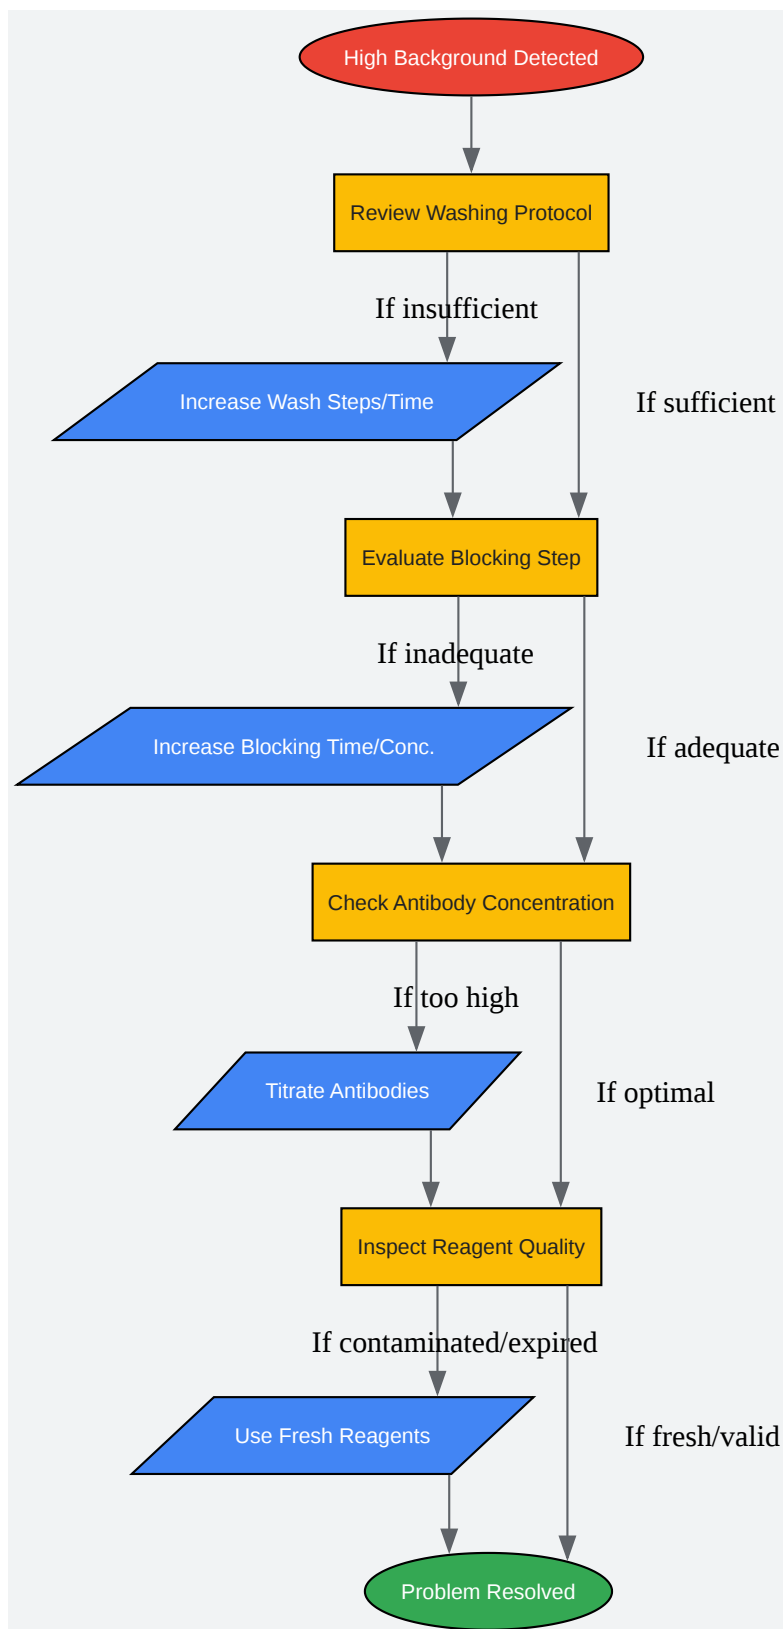 High Background Detected
Review Washing Protocol
If insufficient
Increase Wash Steps/Time
If sufficient
Evaluate Blocking Step
If inadequate
Increase Blocking Time/Conc.
If adequate
Check Antibody Concentration
If too high
Titrate Antibodies
If optimal
Inspect Reagent Quality
If contaminated/expired
Use Fresh Reagents
If fresh/valid
Problem Resolved